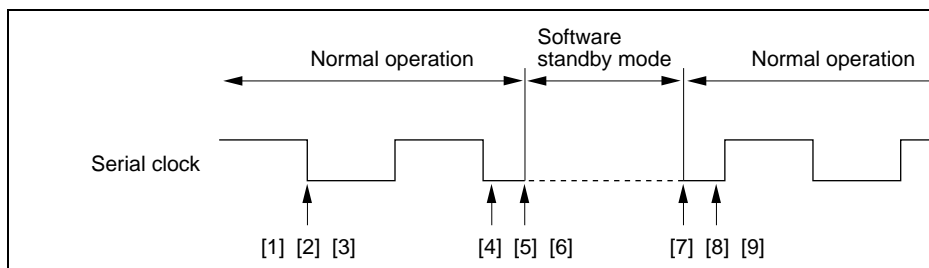 Software
Normal operation standby mode Normal operation
Serial clock
[1] [2] [3] [4] [5] [6] [7] [8] [9]